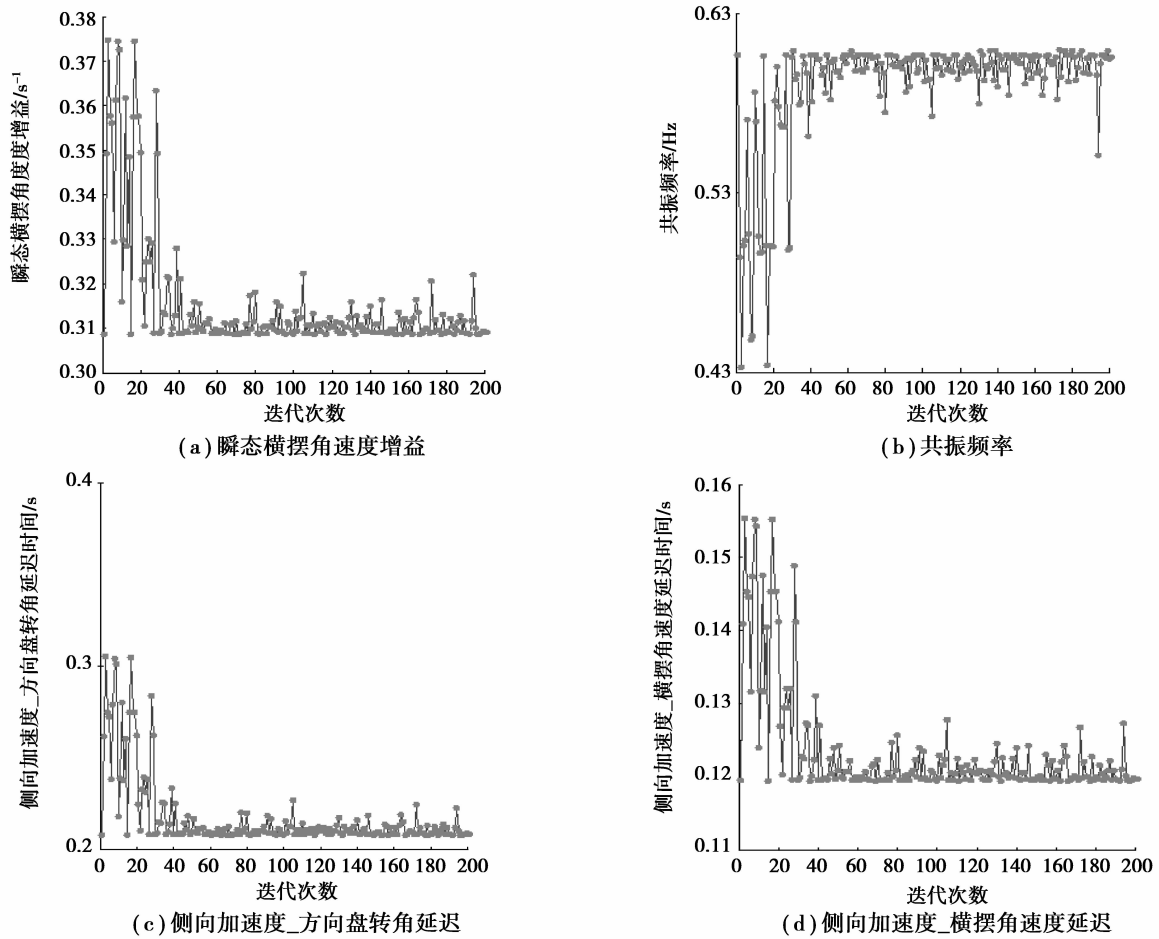 0.38
0.37
0.36
0.35
0.34
0.33
0.32
0.31
0.30
瞬态横摆角度度增益/s⁻¹
0 20 40 60 80 100 120 140 160 180 200
迭代次数
(a)瞬态横摆角速度增益
0.63
0.53
0.43
共振频率/Hz
0 20 40 60 80 100 120 140 160 180 200
迭代次数
(b)共振频率
0.4
0.3
0.2
侧向加速度_方向盘转角延迟时间/s
0 20 40 60 80 100 120 140 160 180 200
迭代次数
(c)侧向加速度_方向盘转角延迟
0.16
0.15
0.14
0.13
0.12
0.11
侧向加速度_横摆角速度延迟时间/s
0 20 40 60 80 100 120 140 160 180 200
迭代次数
(d)侧向加速度_横摆角速度延迟